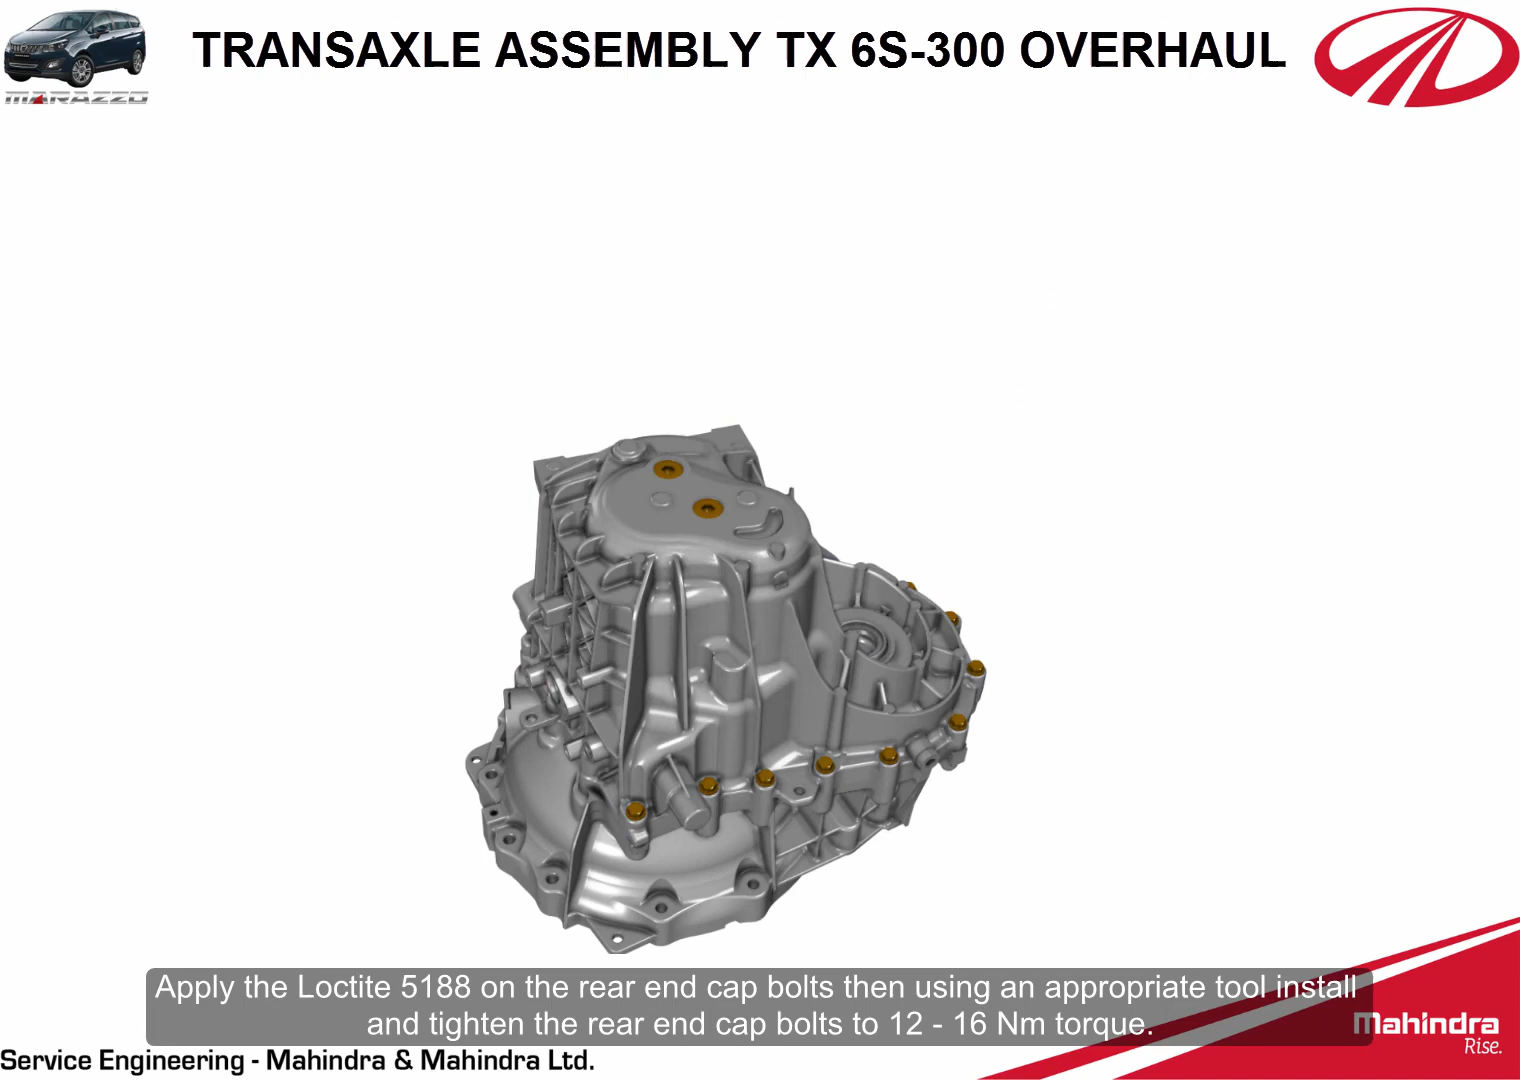 TRANSAXLE ASSEMBLY TX 6S-300 OVERHAUL
MARAZZO
Apply the Loctite 5188 on the rear end cap bolts then using an appropriate tool install
and tighten the rear end cap bolts to 12 - 16 Nm torque.
Mahindra
Rise.
Service Engineering - Mahindra & Mahindra Ltd.